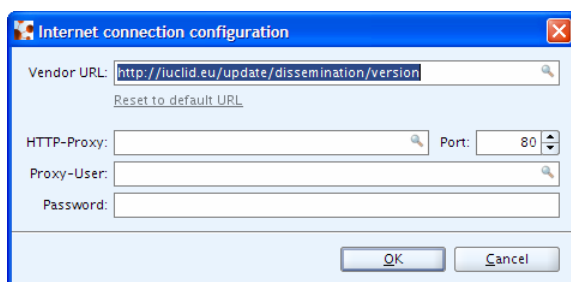 Internet connection configuration
Vendor URL: http://iuclid.eu/update/dissemination/version
Reset to default URL
HTTP-Proxy: Port: 80
Proxy-User:
Password:
OK Cancel